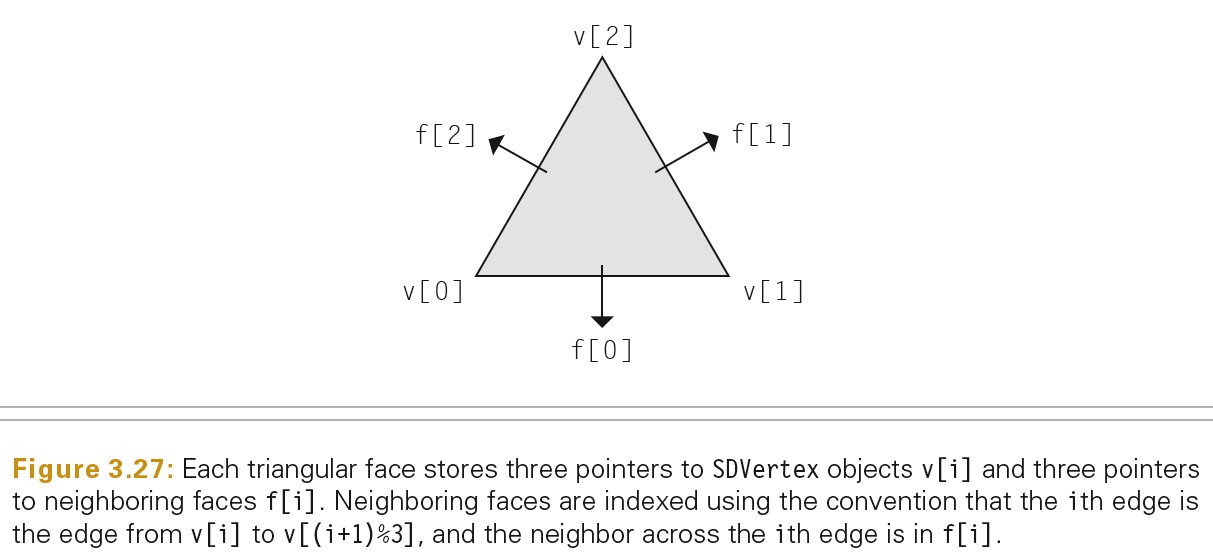 v[2]
f[2]
f[1]
v[0]
v[1]
f[0]
Figure 3.27: Each triangular face stores three pointers to SDVertex objects v[i] and three pointers
to neighboring faces f[i]. Neighboring faces are indexed using the convention that the ith edge is
the edge from v[i] to v[(i+1)%3], and the neighbor across the ith edge is in f[i].